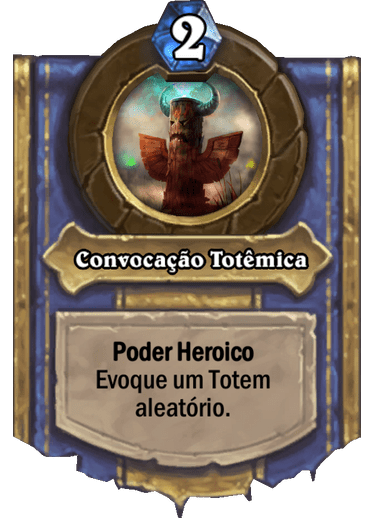 2
Convocação Totêmica
Poder Heroico
Evoque um Totem
aleatório.